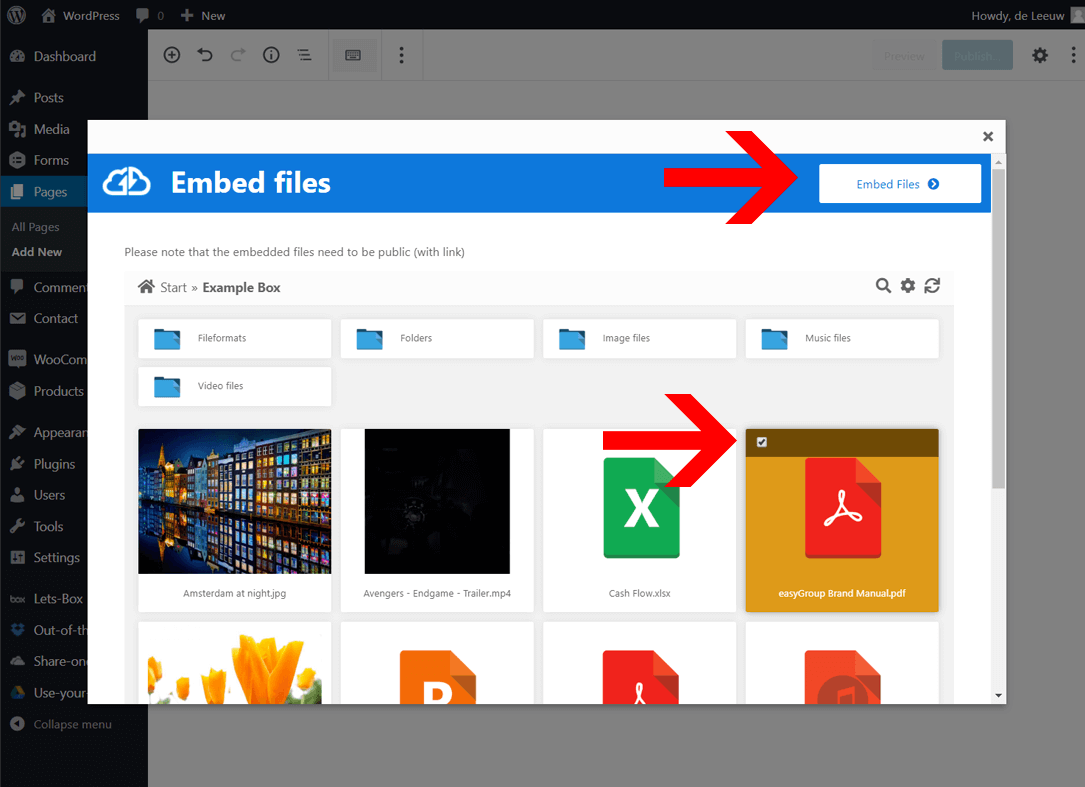 WordPress 0 New Howdy, de Leeuw
Dashboard
Posts
Media
Forms
Pages
All Pages
Add New
Commen
Contact
WooCom
Products
Appearan
Plugins
Users
Tools
Settings
box Lets-Box
Out-of-th
Share-on
Use-your-
Collapse menu
Preview Publish...
Embed files
Embed Files
Please note that the embedded files need to be public (with link)
Start » Example Box
Fileformats Folders Image files Music files
Video files
X
Amsterdam at night.jpg Avengers - Endgame - Trailer.mp4 Cash Flow.xlsx easyGroup Brand Manual.pdf
P